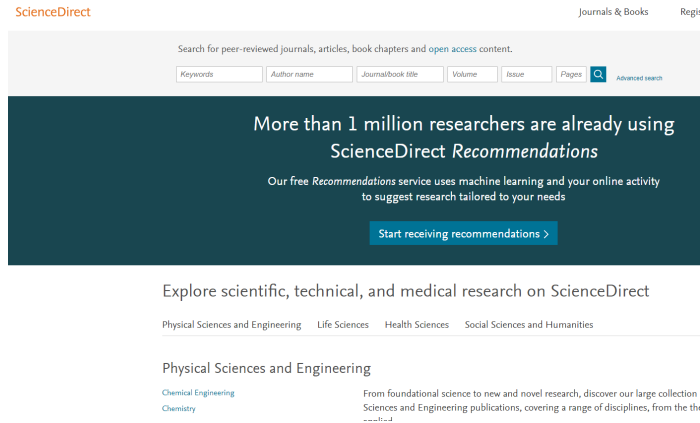 ScienceDirect
Journals & Books
Search for peer-reviewed journals, articles, book chapters and open access content.
Keywords Author name Journal/book title Volume Issue Pages Advanced search
More than 1 million researchers are already using
ScienceDirect Recommendations
Our free Recommendations service uses machine learning and your online activity
to suggest research tailored to your needs
Start receiving recommendations >
Explore scientific, technical, and medical research on ScienceDirect
Physical Sciences and Engineering Life Sciences Health Sciences Social Sciences and Humanities
Physical Sciences and Engineering
Chemical Engineering
Chemistry
From foundational science to new and novel research, discover our large collection
Sciences and Engineering publications, covering a range of disciplines, from the